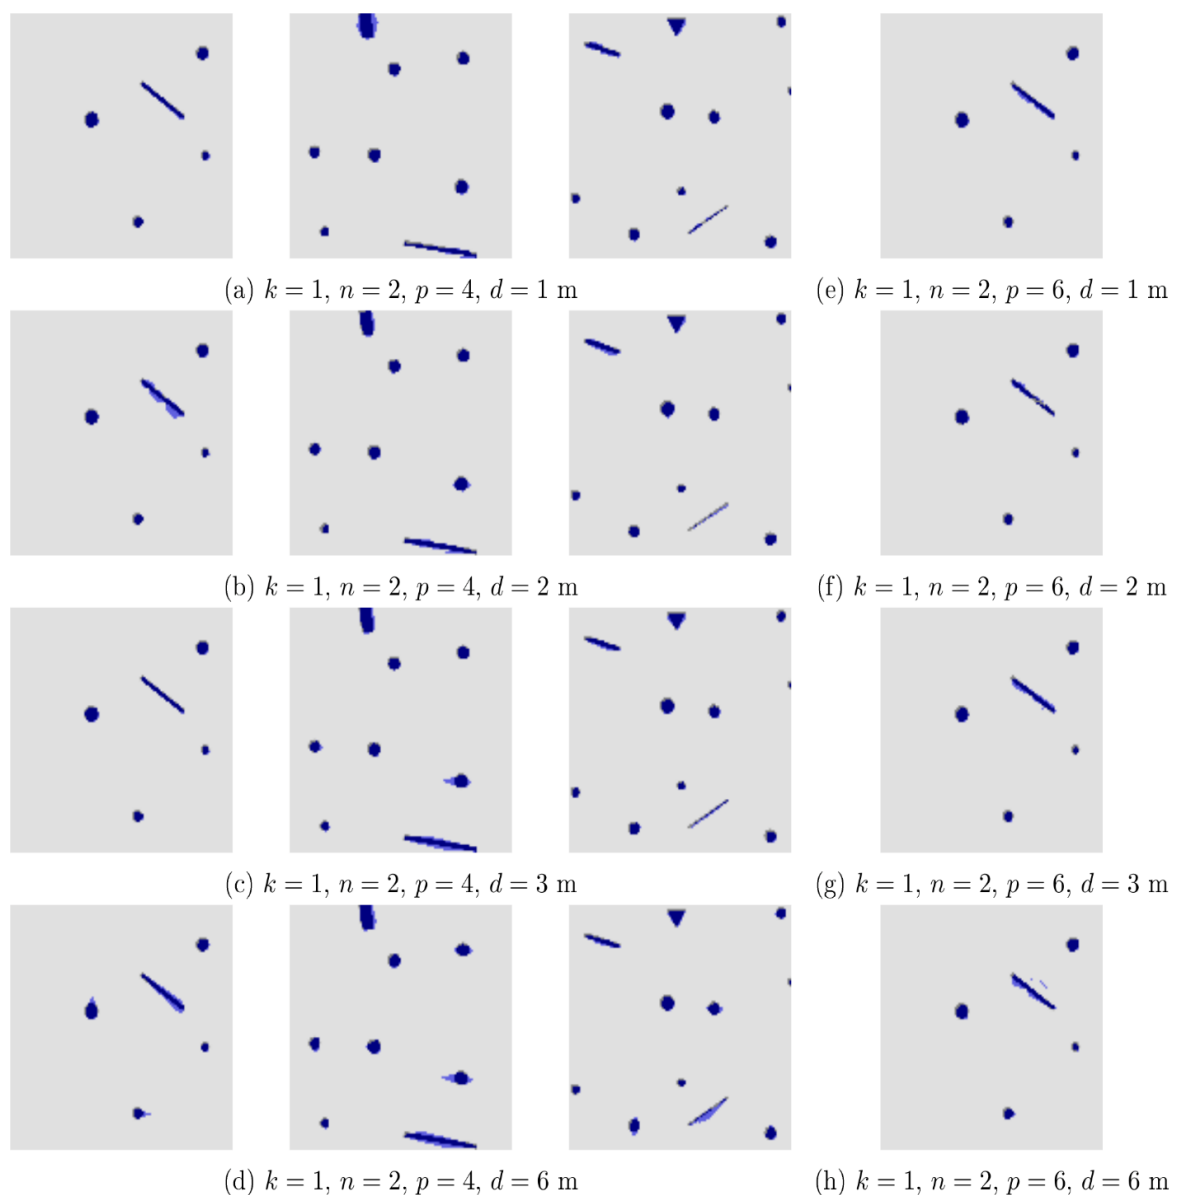 (a) k = 1, n = 2, p = 4, d = 1 m
(e) k = 1, n = 2, p = 6, d = 1 m
(b) k = 1, n = 2, p = 4, d = 2 m
(f) k = 1, n = 2, p = 6, d = 2 m
(c) k = 1, n = 2, p = 4, d = 3 m
(g) k = 1, n = 2, p = 6, d = 3 m
(d) k = 1, n = 2, p = 4, d = 6 m
(h) k = 1, n = 2, p = 6, d = 6 m